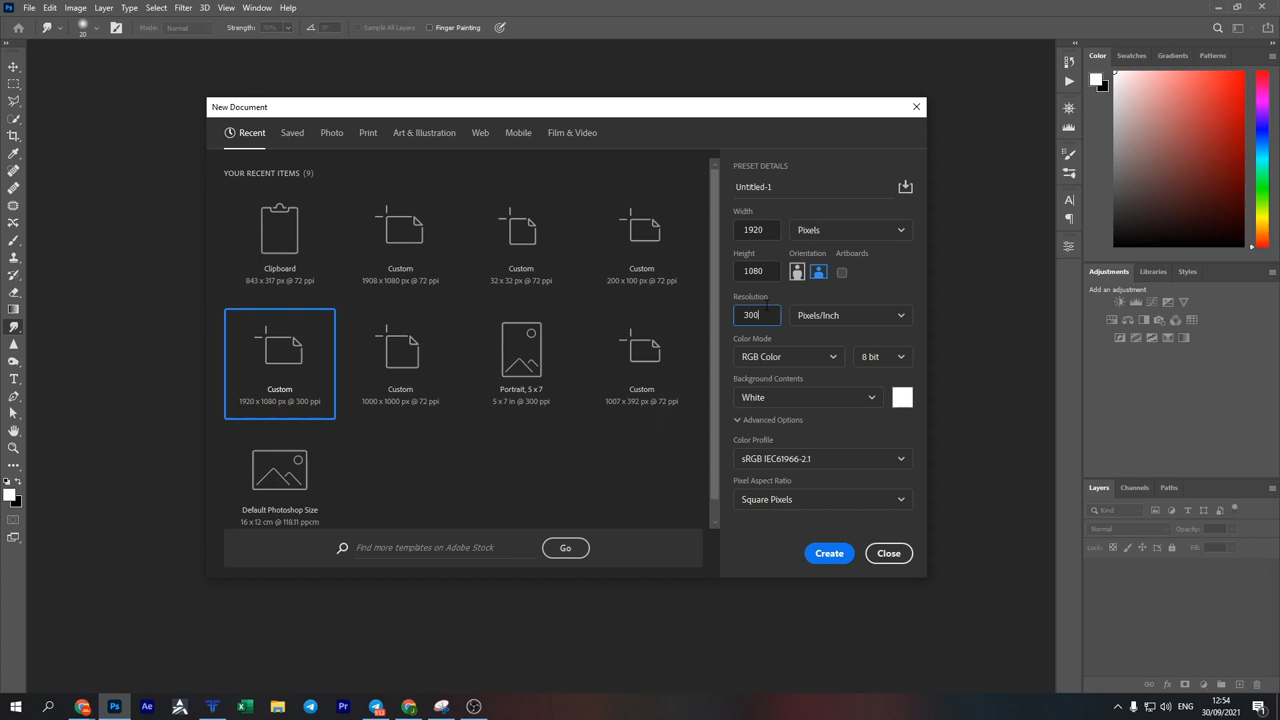 Ps File Edit Image Layer Type Select Filter 3D View Window Help
20 Mode: Normal Strength: 70% 0° Sample All Layers Finger Painting
Color Swatches Gradients Patterns
New Document
Recent Saved Photo Print Art & Illustration Web Mobile Film & Video
YOUR RECENT ITEMS (9)
Clipboard
843 x 317 px @ 72 ppi
Custom
1908 x 1080 px @ 72 ppi
Custom
32 x 32 px @ 72 ppi
Custom
200 x 100 px @ 72 ppi
Custom
1920 x 1080 px @ 300 ppi
Custom
1000 x 1000 px @ 72 ppi
Portrait, 5 x 7
5 x 7 in @ 300 ppi
Custom
1007 x 392 px @ 72 ppi
Default Photoshop Size
16 x 12 cm @ 118.11 ppcm
Find more templates on Adobe Stock Go
PRESET DETAILS
Untitled-1
Width
1920 Pixels
Height Orientation Artboards
1080
Resolution
300 Pixels/Inch
Color Mode
RGB Color 8 bit
Background Contents
White
Advanced Options
Color Profile
sRGB IEC61966-2.1
Pixel Aspect Ratio
Square Pixels
Create Close
Adjustments Libraries Styles
Add an adjustment
Layers Channels Paths
Kind
Normal Opacity:
Lock: Fill:
Ps Ae Pr
12:54
30/09/2021